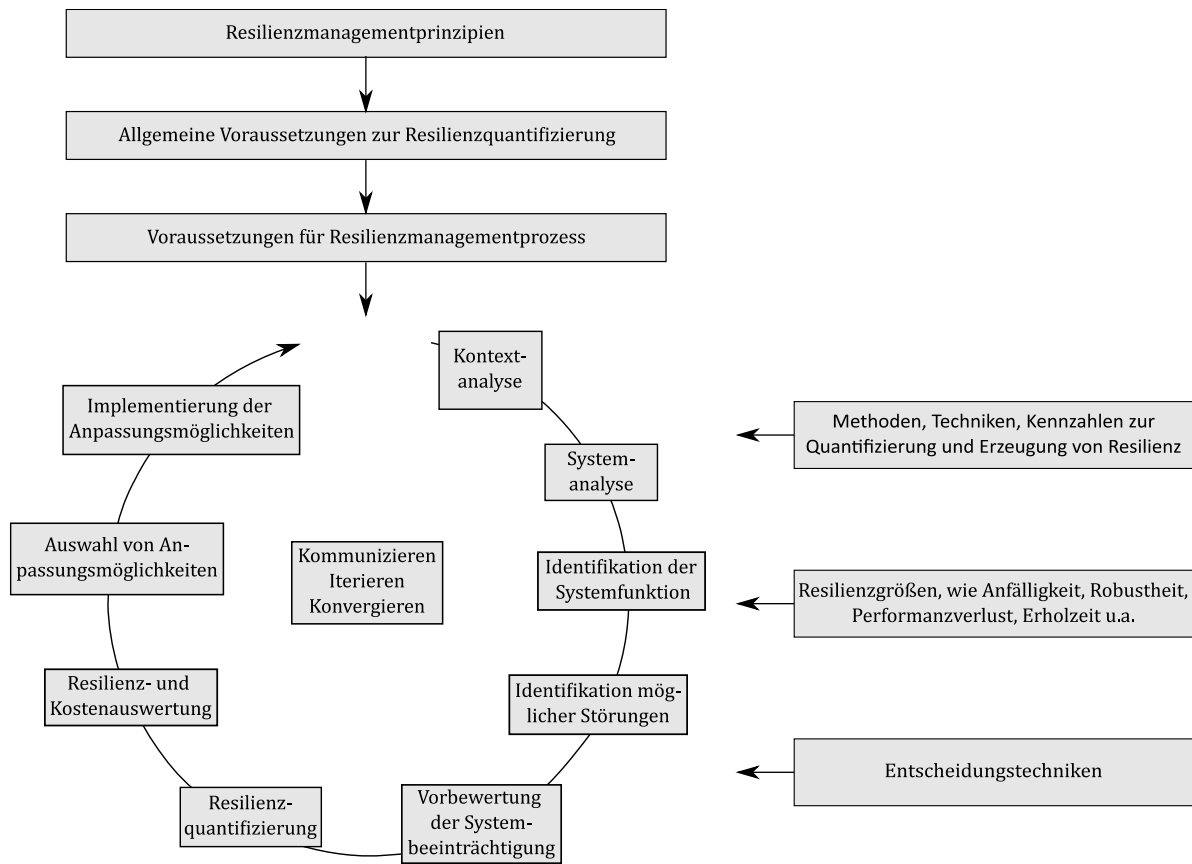 Resilienzmanagementprinzipien
Allgemeine Voraussetzungen zur Resilienzquantifizierung
Voraussetzungen für Resilienzmanagementprozess
Kontext-
analyse
System-
analyse
Identifikation der
Systemfunktion
Identifikation mög-
licher Störungen
Vorbewertung
der System-
beeinträchtigung
Resilienz-
quantifizierung
Resilienz- und
Kostenauswertung
Auswahl von An-
passungsmöglichkeiten
Implementierung der
Anpassungsmöglichkeiten
Kommunizieren
Iterieren
Konvergieren
Methoden, Techniken, Kennzahlen zur
Quantifizierung und Erzeugung von Resilienz
Resilienzgrößen, wie Anfälligkeit, Robustheit,
Performanzverlust, Erholzeit u.a.
Entscheidungstechniken